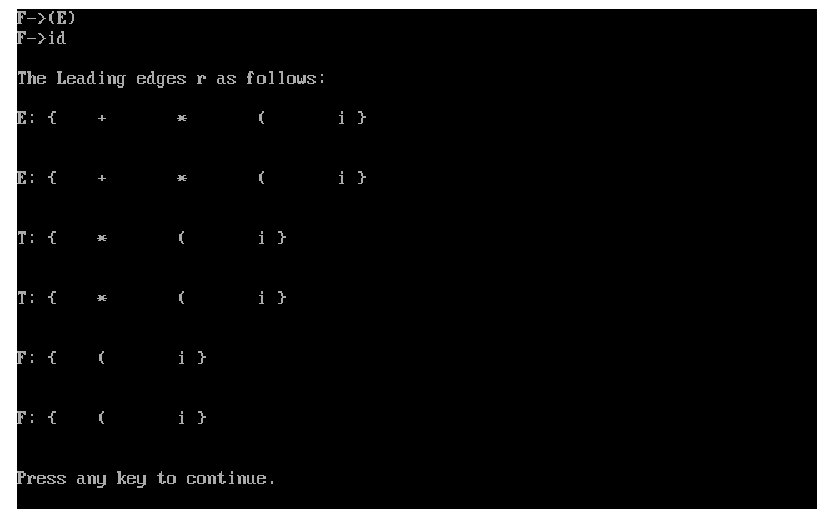 F->(E)
F->id
The Leading edges r as follows:
E: { + * ( i }
E: { + * ( i }
T: { * ( i }
T: { * ( i }
F: { ( i }
F: { ( i }
Press any key to continue.